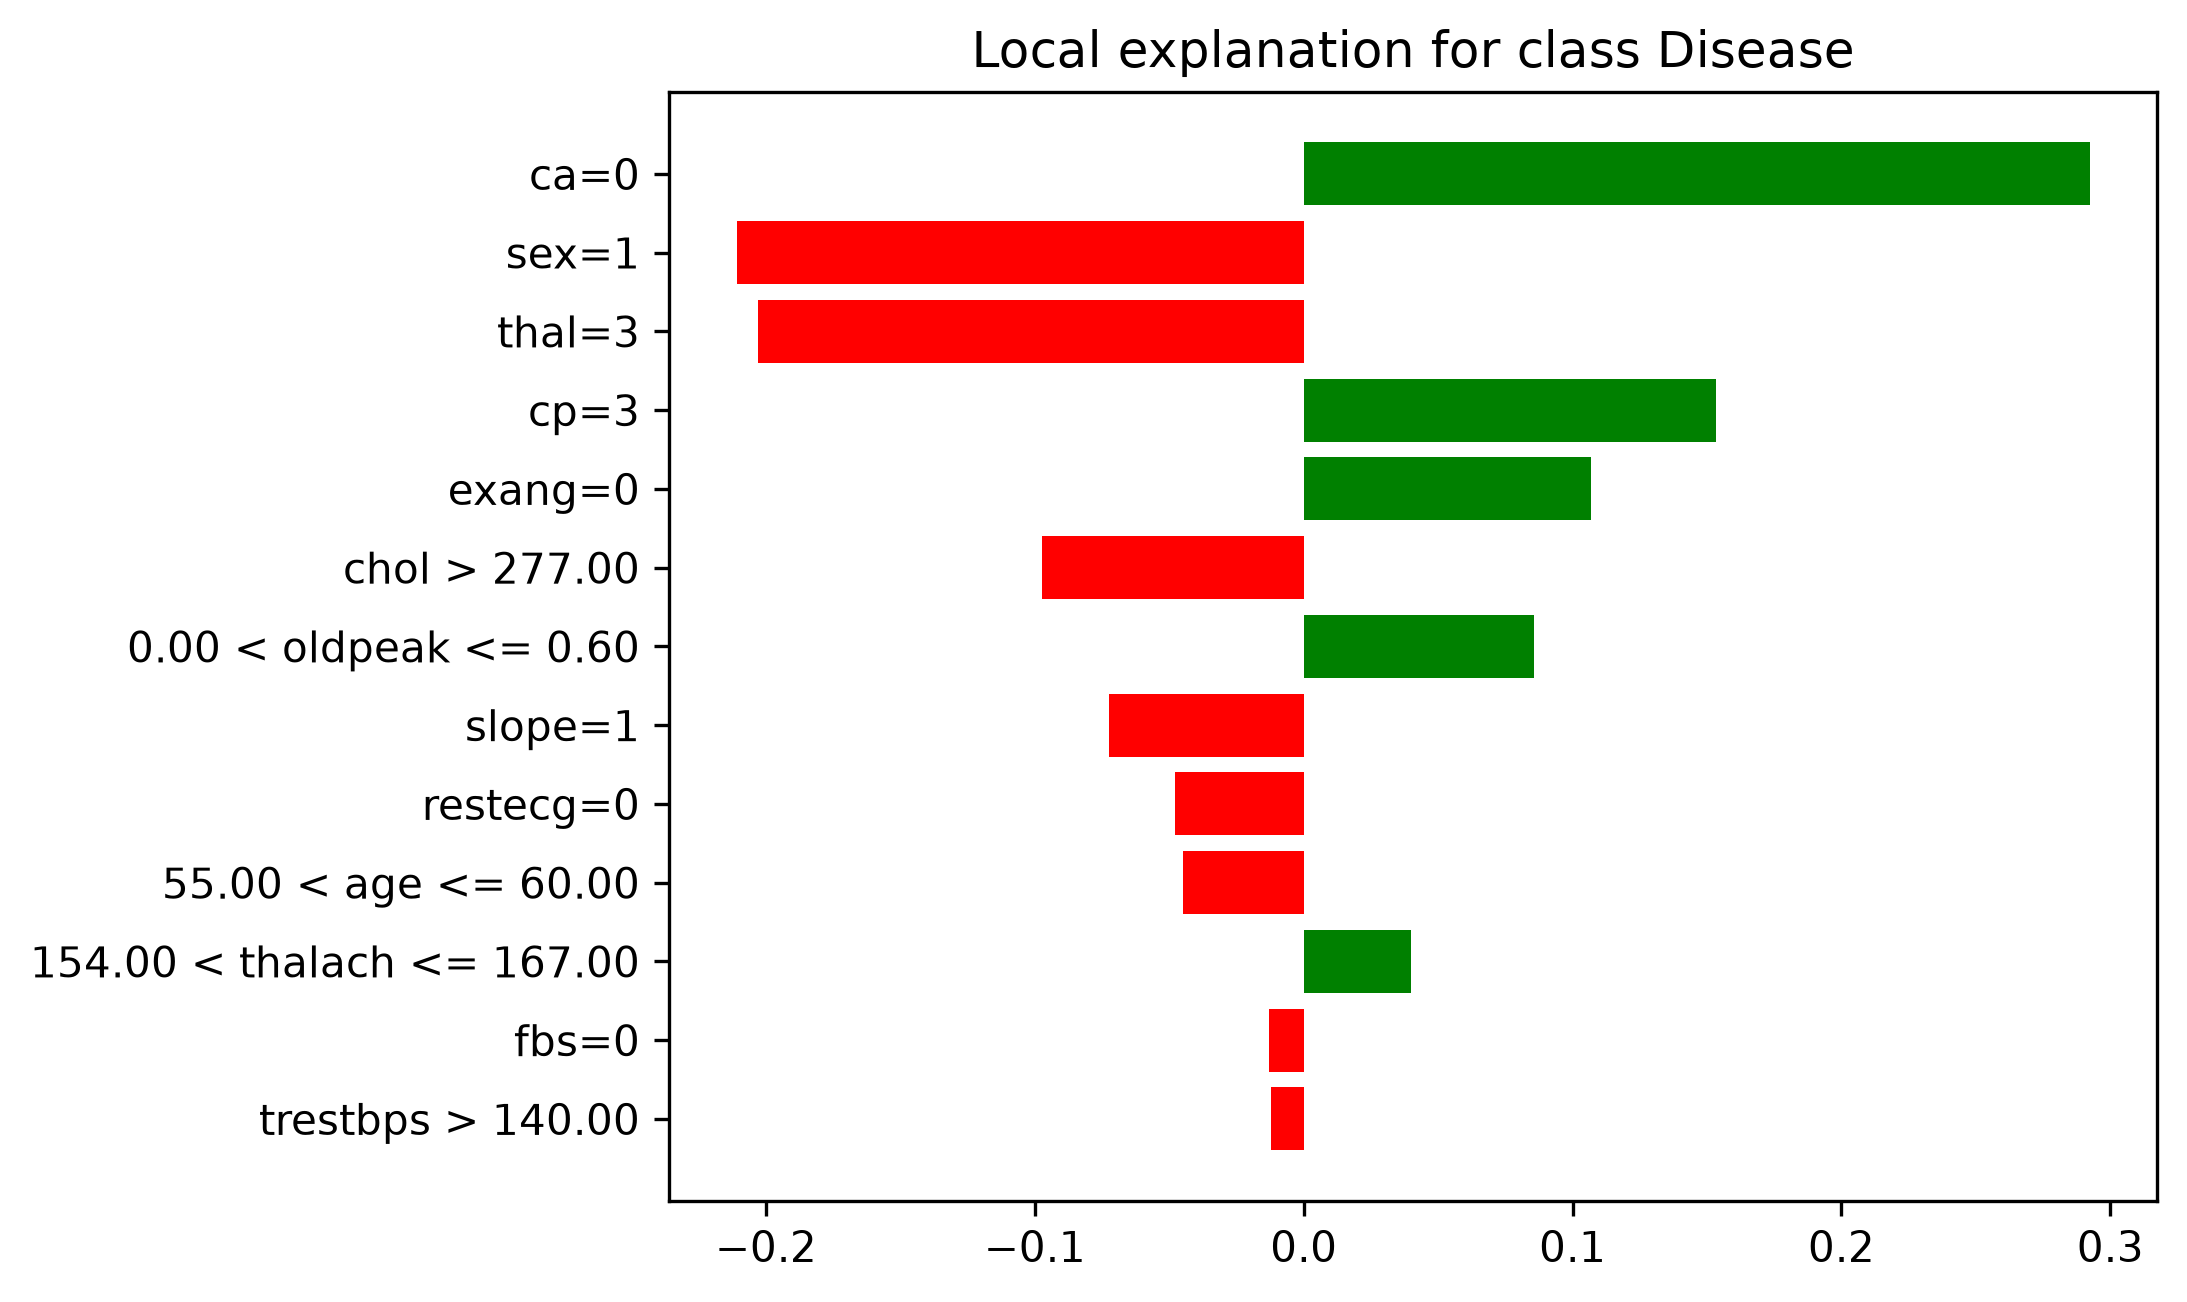 Local explanation for class Disease
ca=0
sex=1
thal=3
cp=3
exang=0
chol > 277.00
0.00 < oldpeak <= 0.60
slope=1
restecg=0
55.00 < age <= 60.00
154.00 < thalach <= 167.00
fbs=0
trestbps > 140.00
−0.2 −0.1 0.0 0.1 0.2 0.3